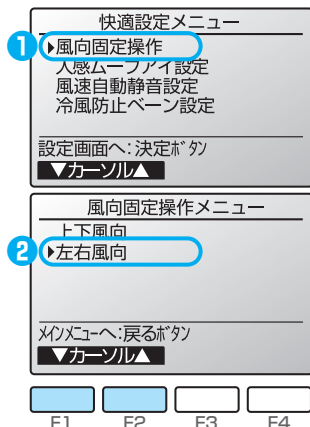 快適設定メニュー
1 ▶風向固定操作
人感ムーブアイ設定
風速自動静音設定
冷風防止ベーン設定
設定画面へ:決定ボタン
▼カーソル▲
風向固定操作メニュー
上下風向
2 ▶左右風向
メインメニューへ:戻るボタン
▼カーソル▲
F1 F2 F3 F4